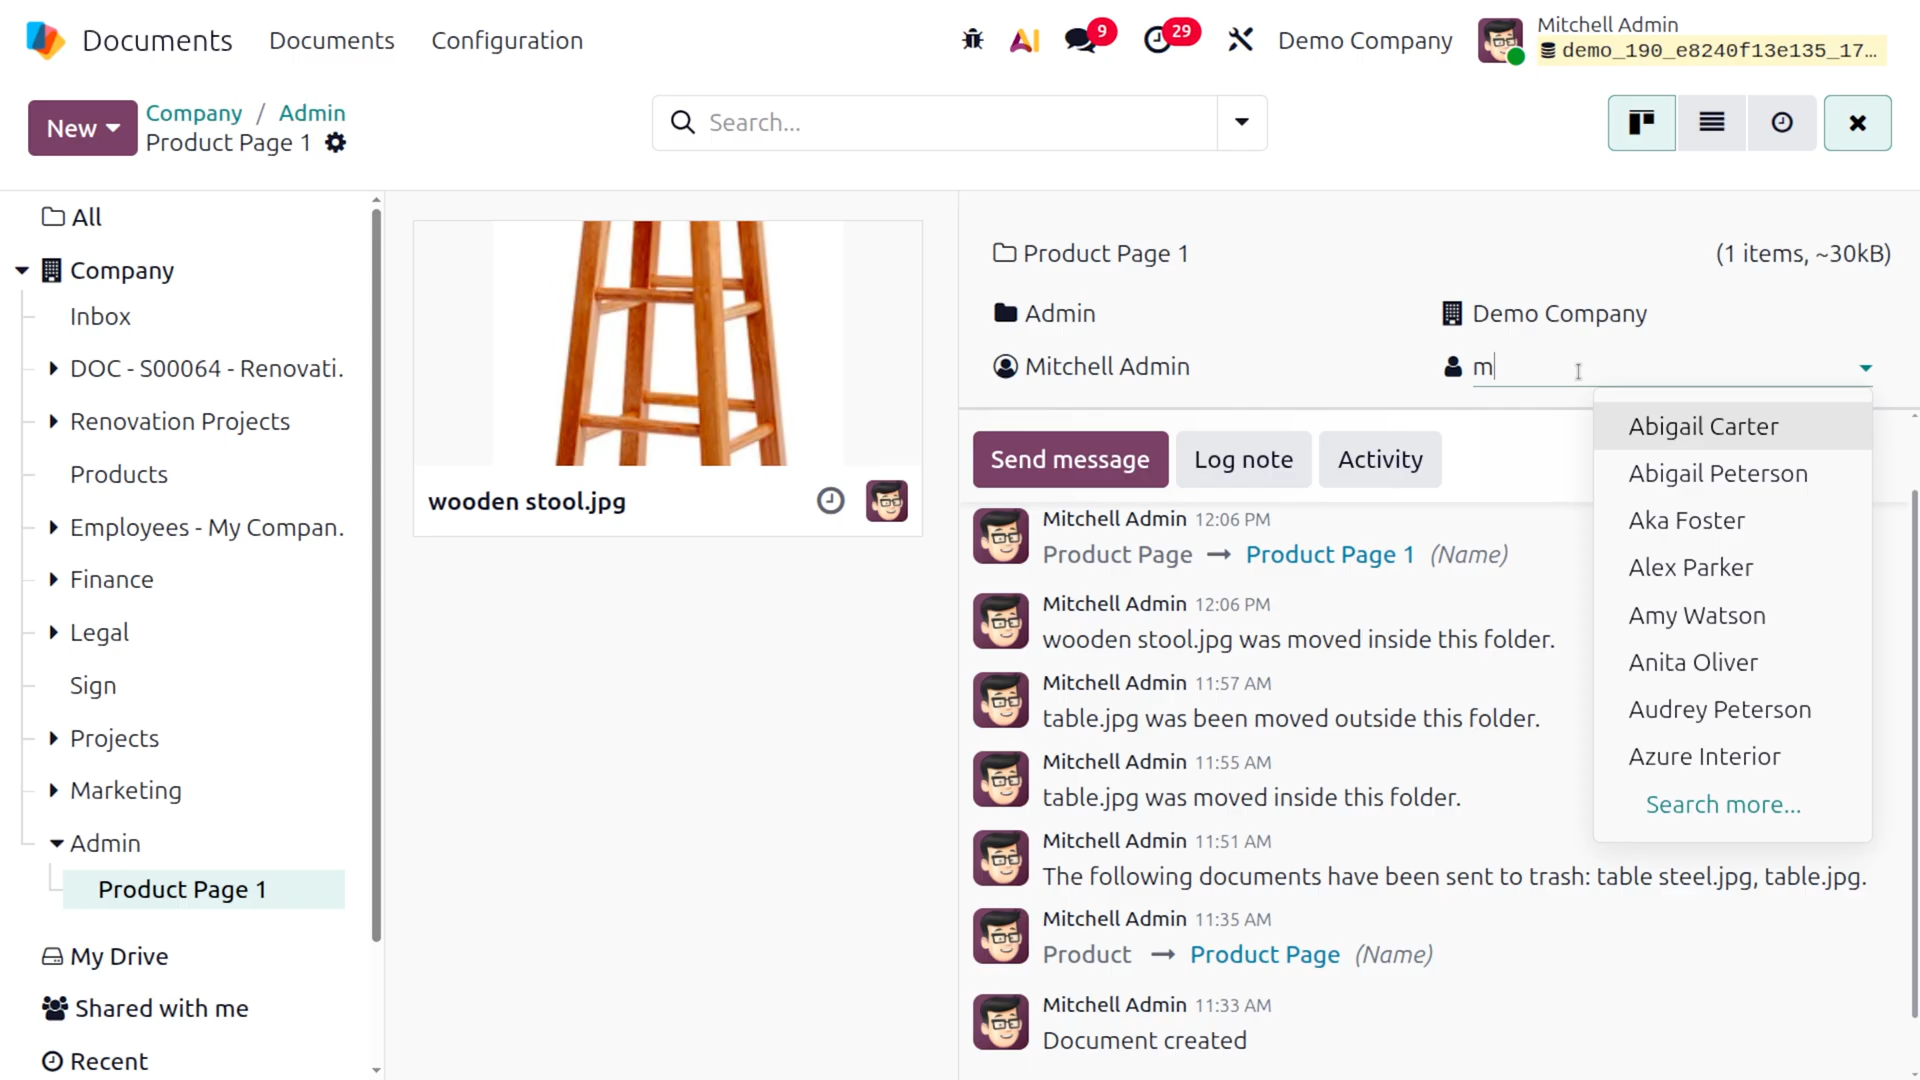 Documents
Documents
Configuration
AI
9
29
Demo Company
Mitchell Admin
demo_190_e8240f13e135_17...
New
Company / Admin
Product Page 1
Search...
All
Company
Inbox
DOC - S00064 - Renovati.
Renovation Projects
Products
Employees - My Compan.
Finance
Legal
Sign
Projects
Marketing
Admin
Product Page 1
My Drive
Shared with me
Recent
wooden stool.jpg
Product Page 1
(1 items, ~30kB)
Admin
Demo Company
Mitchell Admin
m
Abigail Carter
Abigail Peterson
Aka Foster
Alex Parker
Amy Watson
Anita Oliver
Audrey Peterson
Azure Interior
Search more...
Send message
Log note
Activity
Mitchell Admin 12:06 PM
Product Page → Product Page 1 (Name)
Mitchell Admin 12:06 PM
wooden stool.jpg was moved inside this folder.
Mitchell Admin 11:57 AM
table.jpg was been moved outside this folder.
Mitchell Admin 11:55 AM
table.jpg was moved inside this folder.
Mitchell Admin 11:51 AM
The following documents have been sent to trash: table steel.jpg, table.jpg.
Mitchell Admin 11:35 AM
Product → Product Page (Name)
Mitchell Admin 11:33 AM
Document created